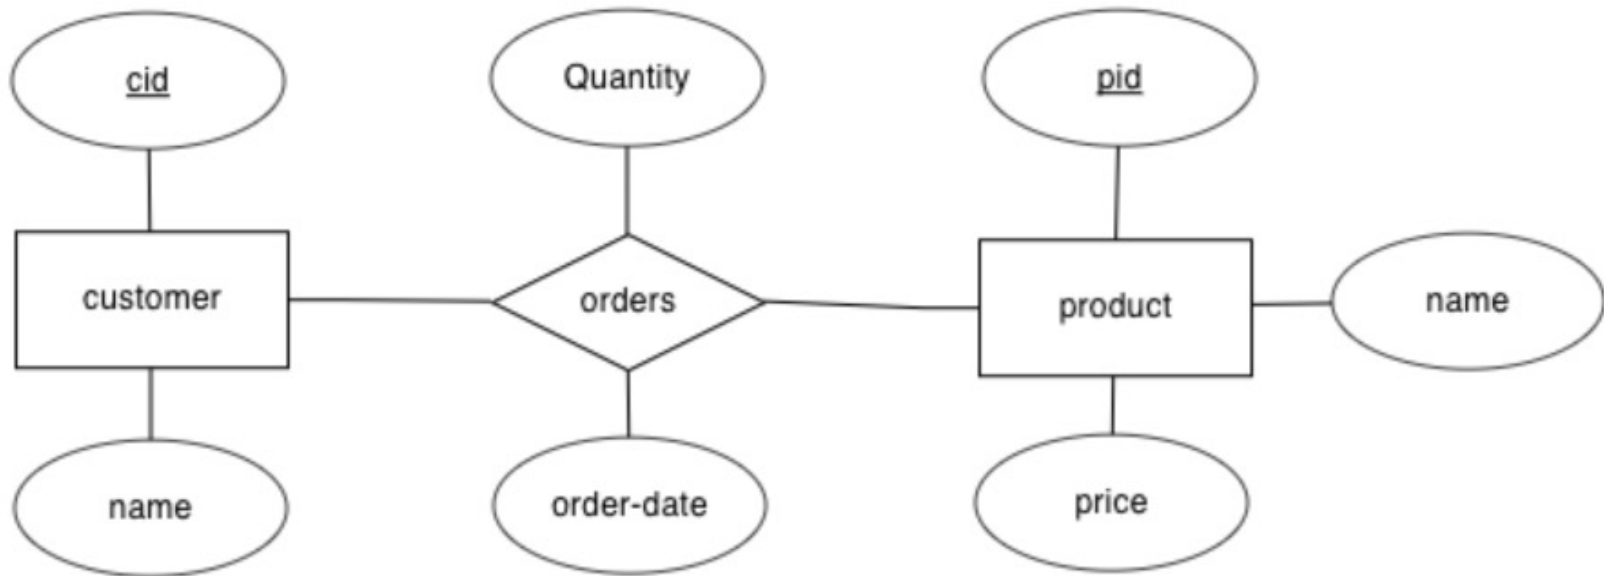 cid
Quantity
pid
customer
orders
product
name
name
order-date
price